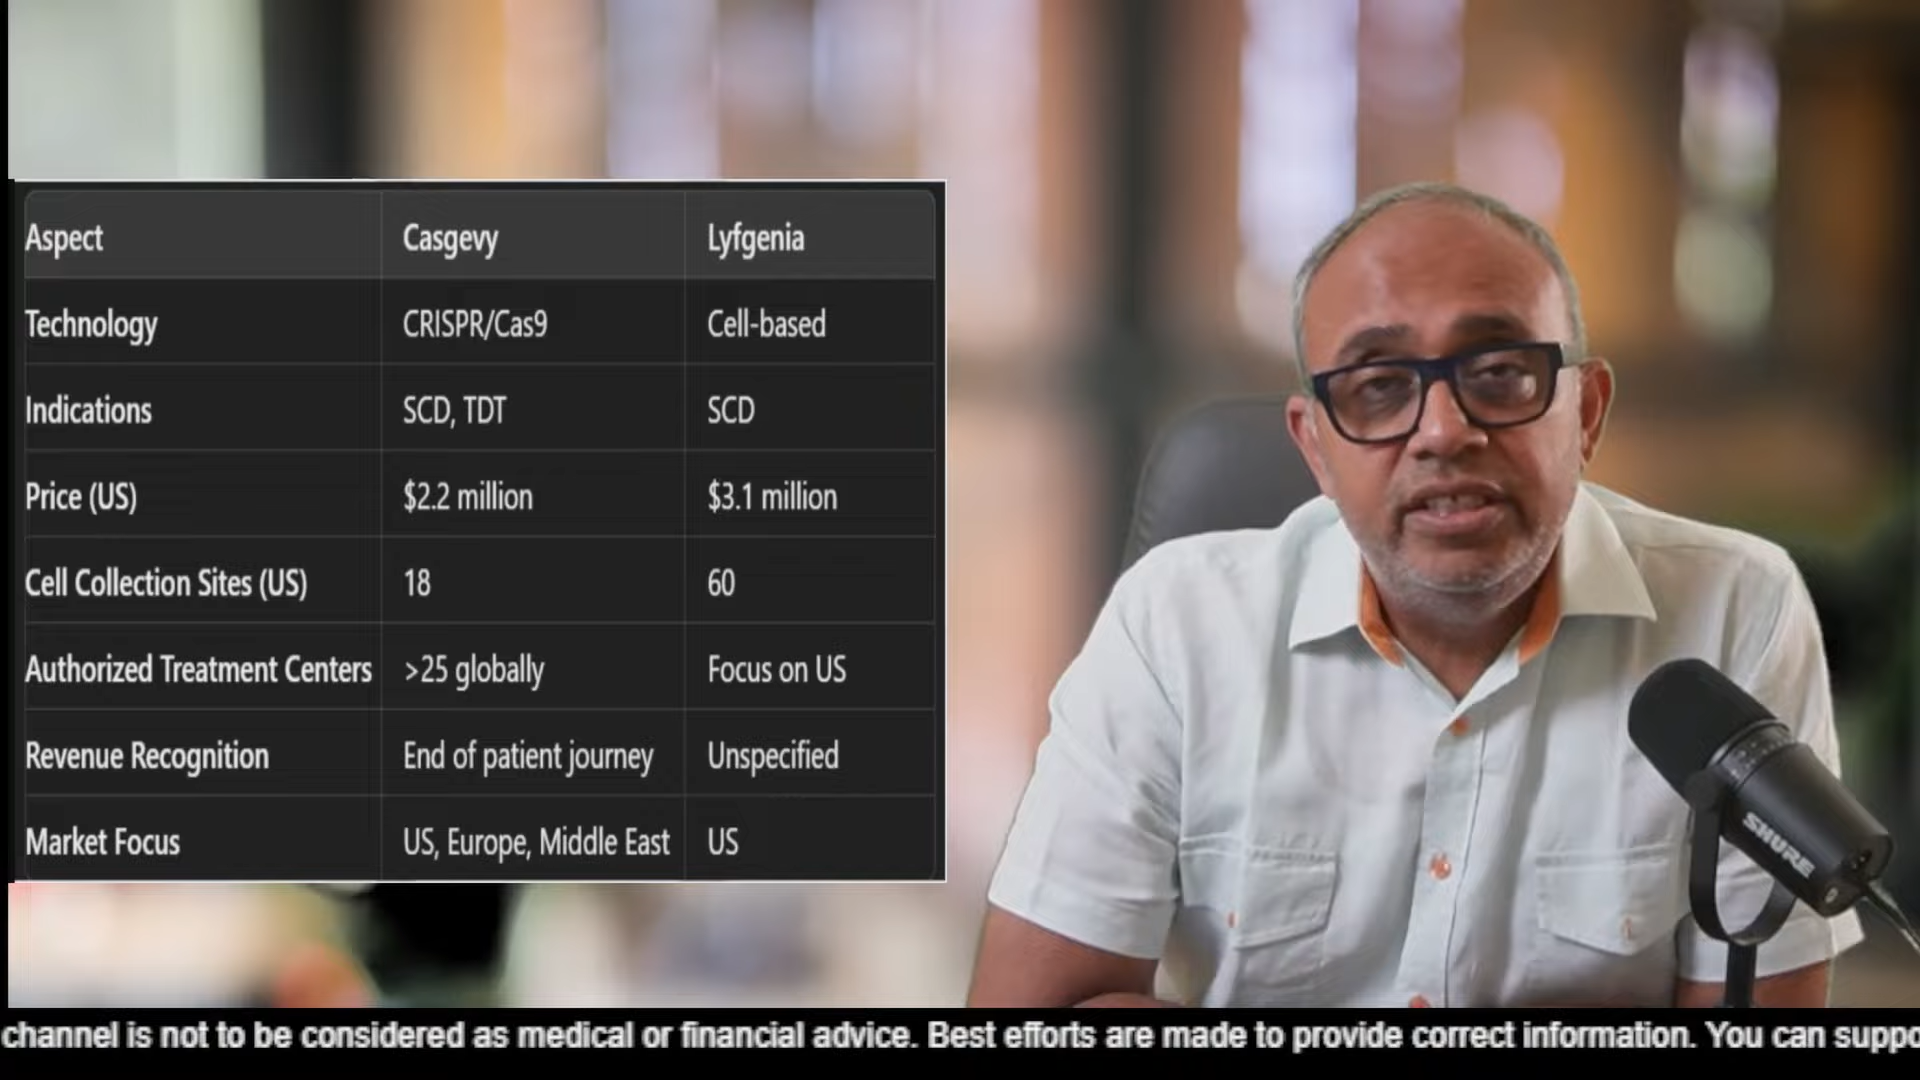 Aspect Casgevy Lyfgenia
Technology CRISPR/Cas9 Cell-based
Indications SCD, TDT SCD
Price (US) $2.2 million $3.1 million
Cell Collection Sites (US) 18 60
Authorized Treatment Centers >25 globally Focus on US
Revenue Recognition End of patient journey Unspecified
Market Focus US, Europe, Middle East US
SHURE
channel is not to be considered as medical or financial advice. Best efforts are made to provide correct information. You can suppo